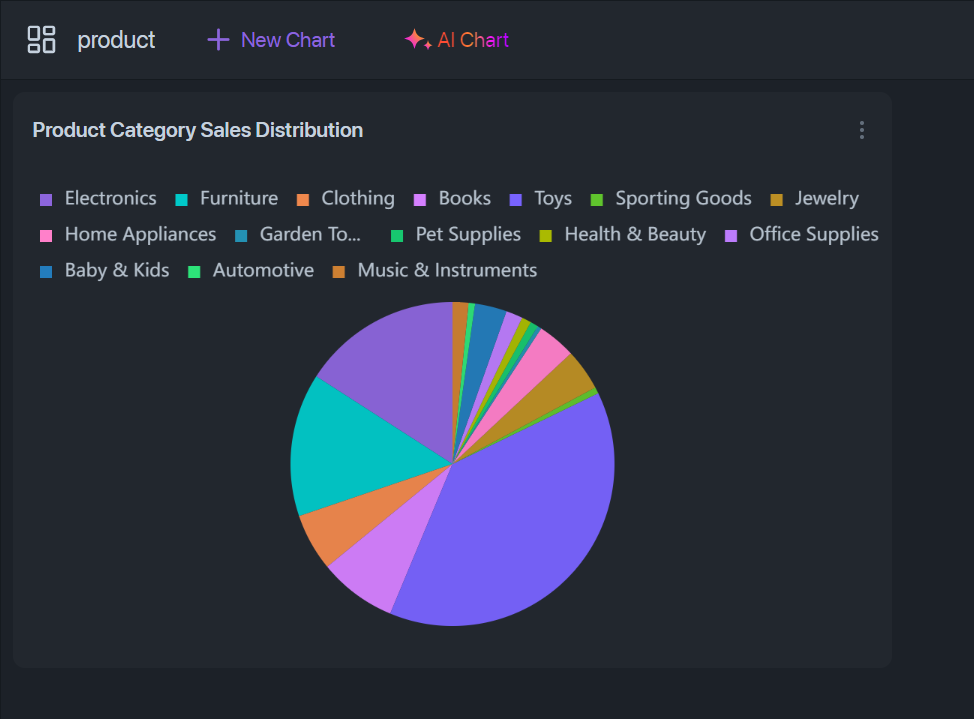 product New Chart AI Chart
Product Category Sales Distribution
Electronics Furniture Clothing Books Toys Sporting Goods Jewelry
Home Appliances Garden To... Pet Supplies Health & Beauty Office Supplies
Baby & Kids Automotive Music & Instruments